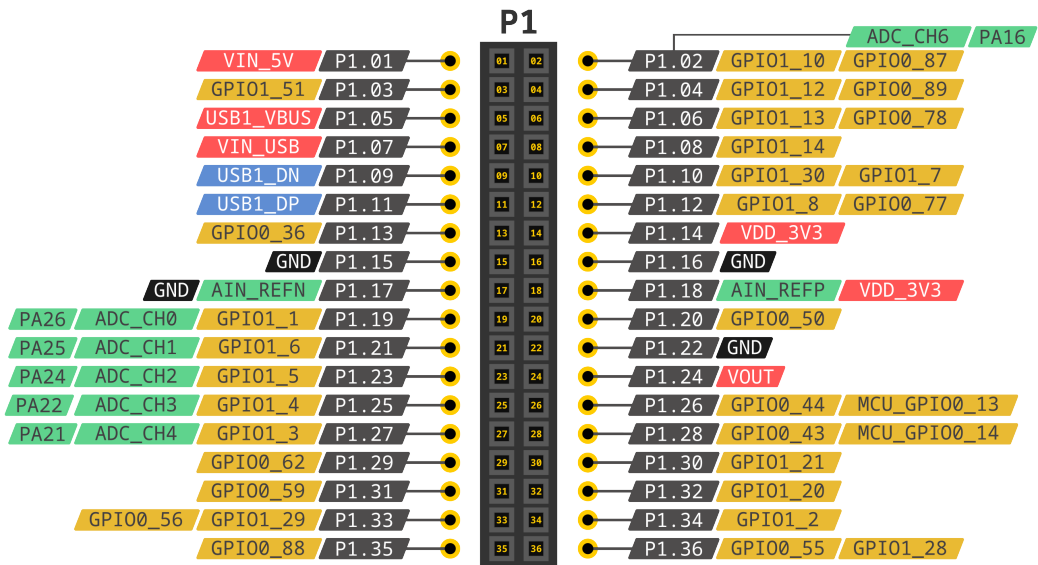 P1
ADC_CH6 PA16
VIN_5V P1.01 01 02 P1.02 GPIO1_10 GPIO0_87
GPIO1_51 P1.03 03 04 P1.04 GPIO1_12 GPIO0_89
USB1_VBUS P1.05 05 06 P1.06 GPIO1_13 GPIO0_78
VIN_USB P1.07 07 08 P1.08 GPIO1_14
USB1_DN P1.09 09 10 P1.10 GPIO1_30 GPIO1_7
USB1_DP P1.11 11 12 P1.12 GPIO1_8 GPIO0_77
GPIO0_36 P1.13 13 14 P1.14 VDD_3V3
GND P1.15 15 16 P1.16 GND
GND AIN_REFN P1.17 17 18 P1.18 AIN_REFP VDD_3V3
PA26 ADC_CH0 GPIO1_1 P1.19 19 20 P1.20 GPIO0_50
PA25 ADC_CH1 GPIO1_6 P1.21 21 22 P1.22 GND
PA24 ADC_CH2 GPIO1_5 P1.23 23 24 P1.24 VOUT
PA22 ADC_CH3 GPIO1_4 P1.25 25 26 P1.26 GPIO0_44 MCU_GPIO0_13
PA21 ADC_CH4 GPIO1_3 P1.27 27 28 P1.28 GPIO0_43 MCU_GPIO0_14
GPIO0_62 P1.29 29 30 P1.30 GPIO1_21
GPIO0_59 P1.31 31 32 P1.32 GPIO1_20
GPIO0_56 GPIO1_29 P1.33 33 34 P1.34 GPIO1_2
GPIO0_88 P1.35 35 36 P1.36 GPIO0_55 GPIO1_28